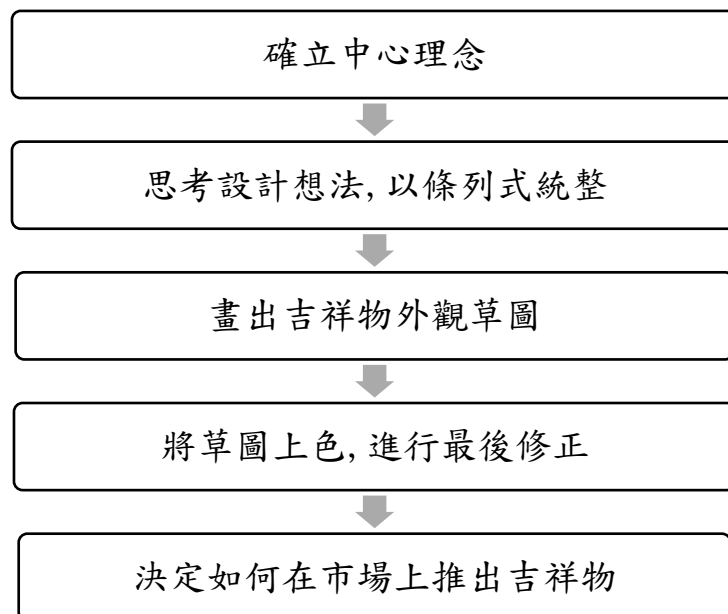 確立中心理念
思考設計想法,以條列式統整
畫出吉祥物外觀草圖
將草圖上色,進行最後修正
決定如何在市場上推出吉祥物